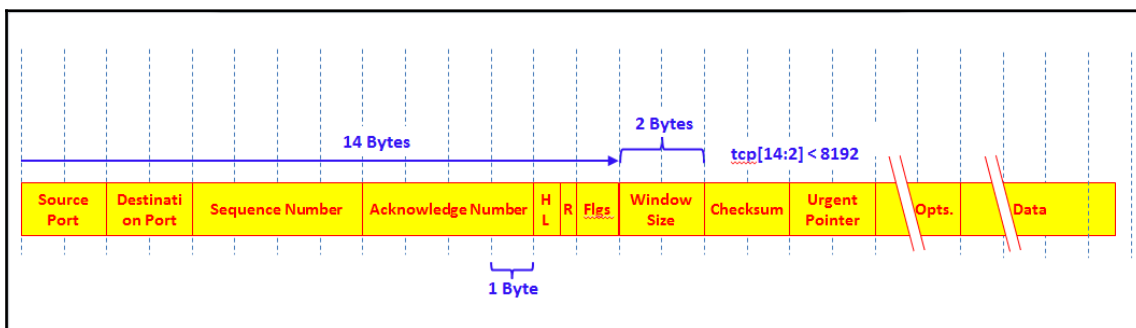 2 Bytes
14 Bytes
tcp[14:2] < 8192
Source
Port
Destinati
on Port
Sequence Number
Acknowledge Number
H
L
R
Flgs
Window
Size
Checksum
Urgent
Pointer
Opts.
Data
1 Byte